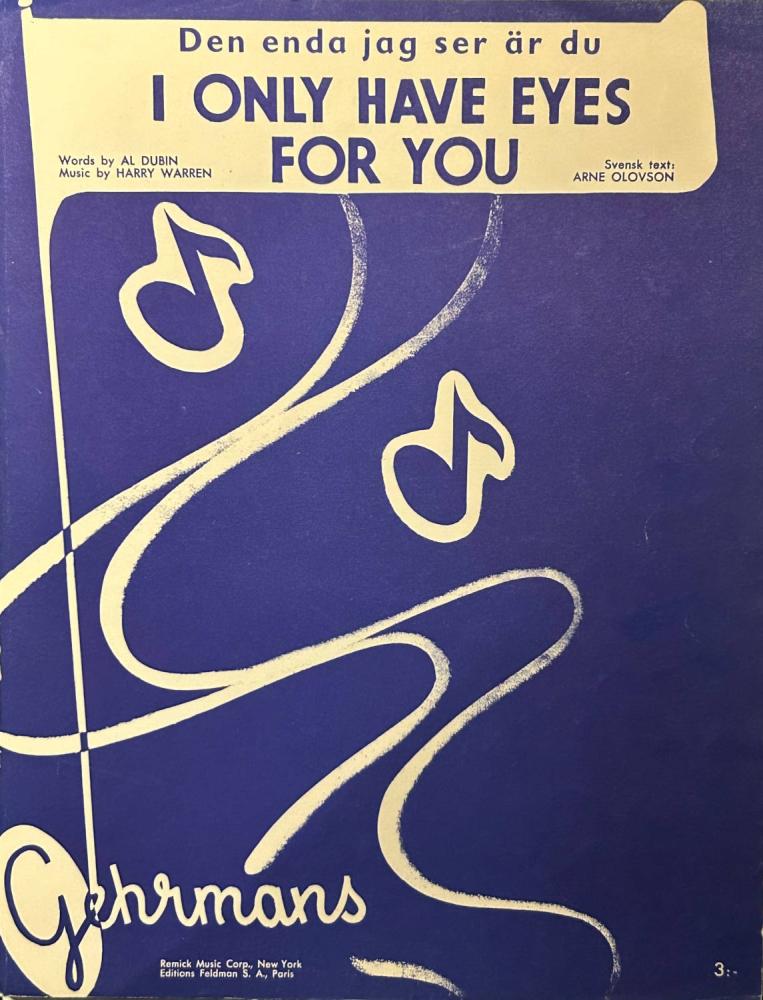 Den enda jag ser är du
I ONLY HAVE EYES
FOR YOU
Words by AL DUBIN
Music by HARRY WARREN
Svensk text:
ARNE OLOVSON
Gehrmans
Remick Music Corp., New York
Editions Feldman S. A., Paris
3:-